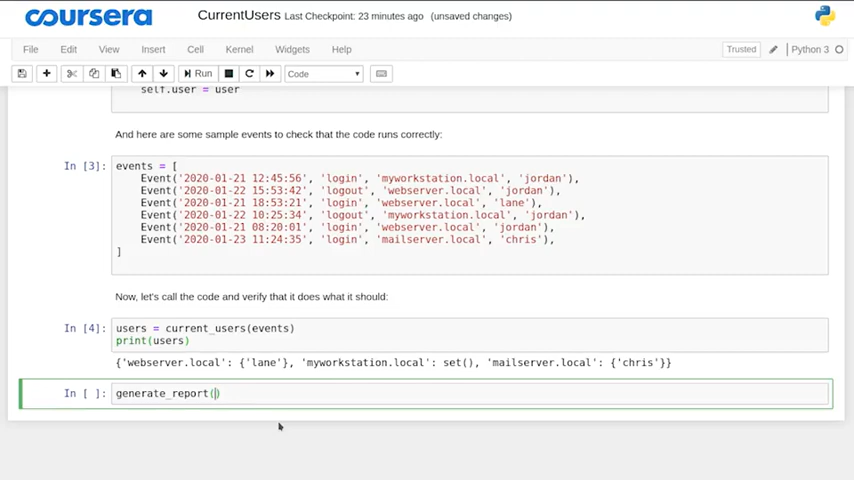 coursera CurrentUsers Last Checkpoint: 23 minutes ago (unsaved changes)
File Edit View Insert Cell Kernel Widgets Help Trusted Python 3
Run Code
self.user = user
And here are some sample events to check that the code runs correctly:
In [3]: events = [
Event('2020-01-21 12:45:56', 'login', 'myworkstation.local', 'jordan'),
Event('2020-01-22 15:53:42', 'logout', 'webserver.local', 'jordan'),
Event('2020-01-21 18:53:21', 'login', 'webserver.local', 'lane'),
Event('2020-01-22 10:25:34', 'logout', 'myworkstation.local', 'jordan'),
Event('2020-01-21 08:20:01', 'login', 'webserver.local', 'jordan'),
Event('2020-01-23 11:24:35', 'login', 'mailserver.local', 'chris'),
]
Now, let's call the code and verify that it does what it should:
In [4]: users = current_users(events)
print(users)
{'webserver.local': {'lane'}, 'myworkstation.local': set(), 'mailserver.local': {'chris'}}
In [ ]: generate_report()